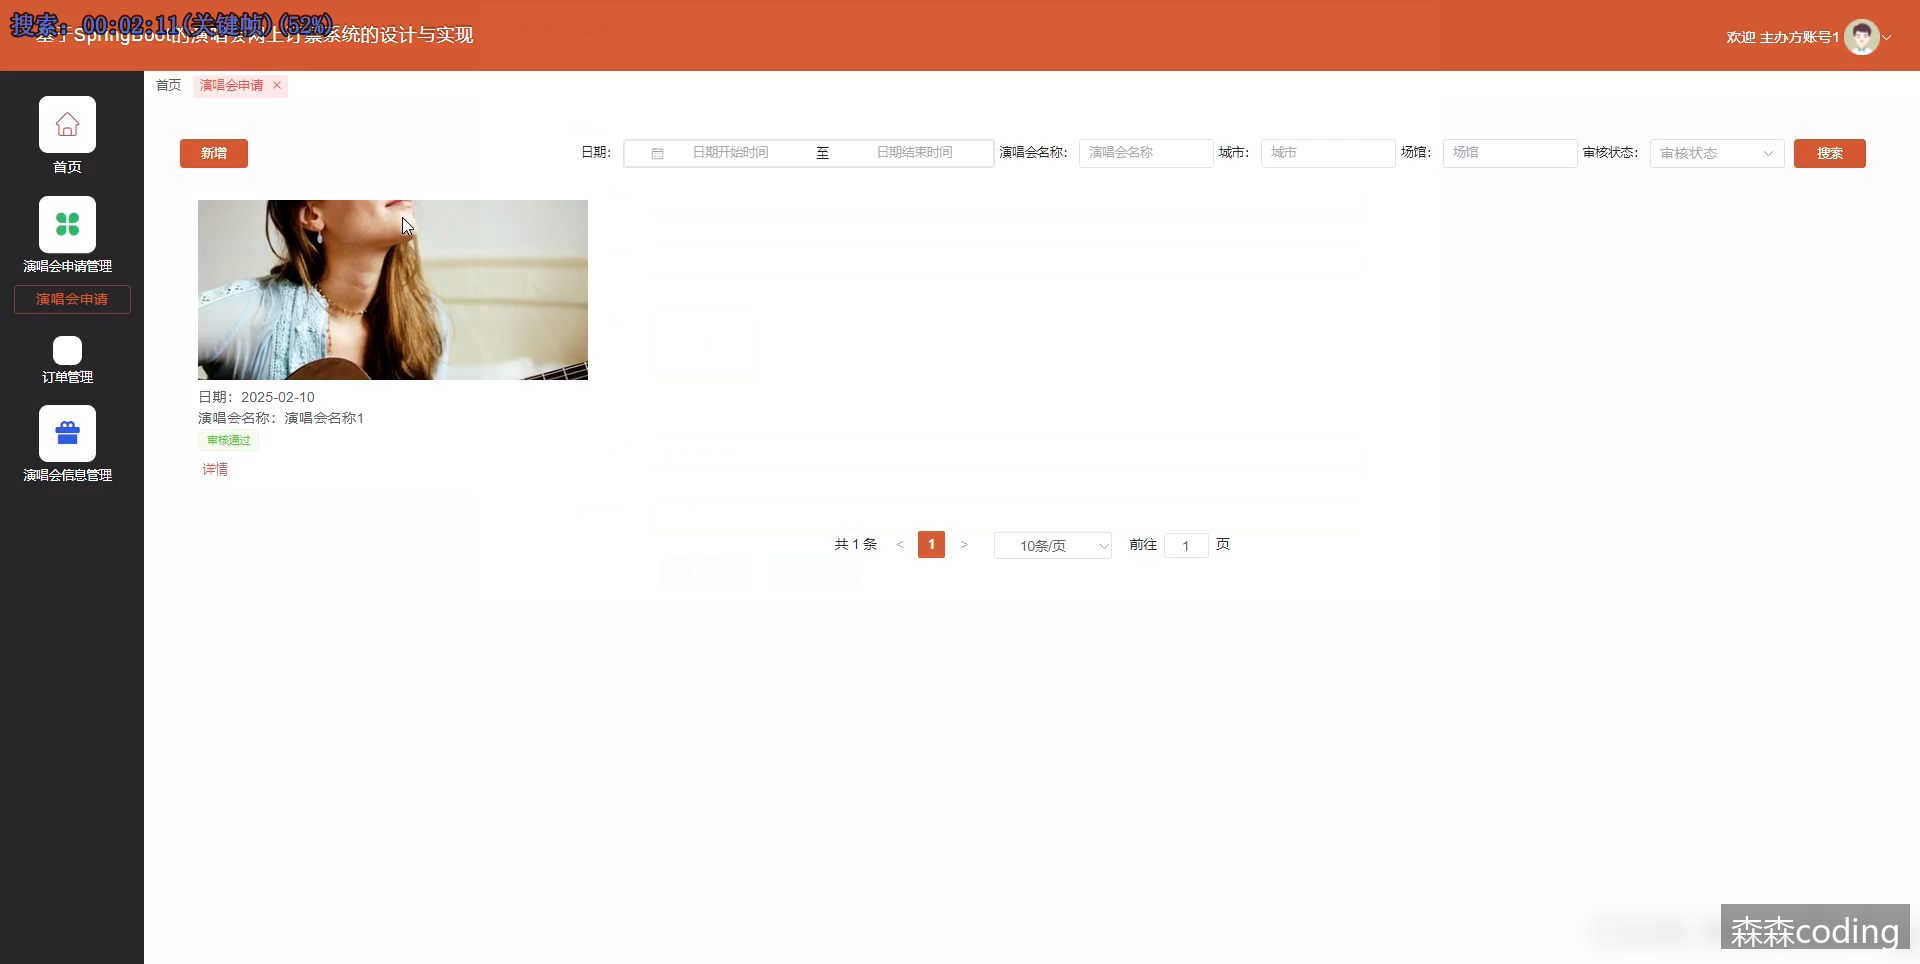 搜索: 00:02:11(关键帧)(52%)
基于SpringBoot的演唱会网上订票系统的设计与实现
欢迎 主办方账号1
首页 演唱会申请 ×
首页
演唱会申请管理
演唱会申请
订单管理
演唱会信息管理
新增 日期: 日期开始时间 至 日期结束时间 演唱会名称: 演唱会名称 城市: 城市 场馆: 场馆 审核状态: 审核状态 搜索
日期：2025-02-10
演唱会名称：演唱会名称1
审核通过
详情
共 1 条 < 1 > 10条/页 前往 1 页
森森coding